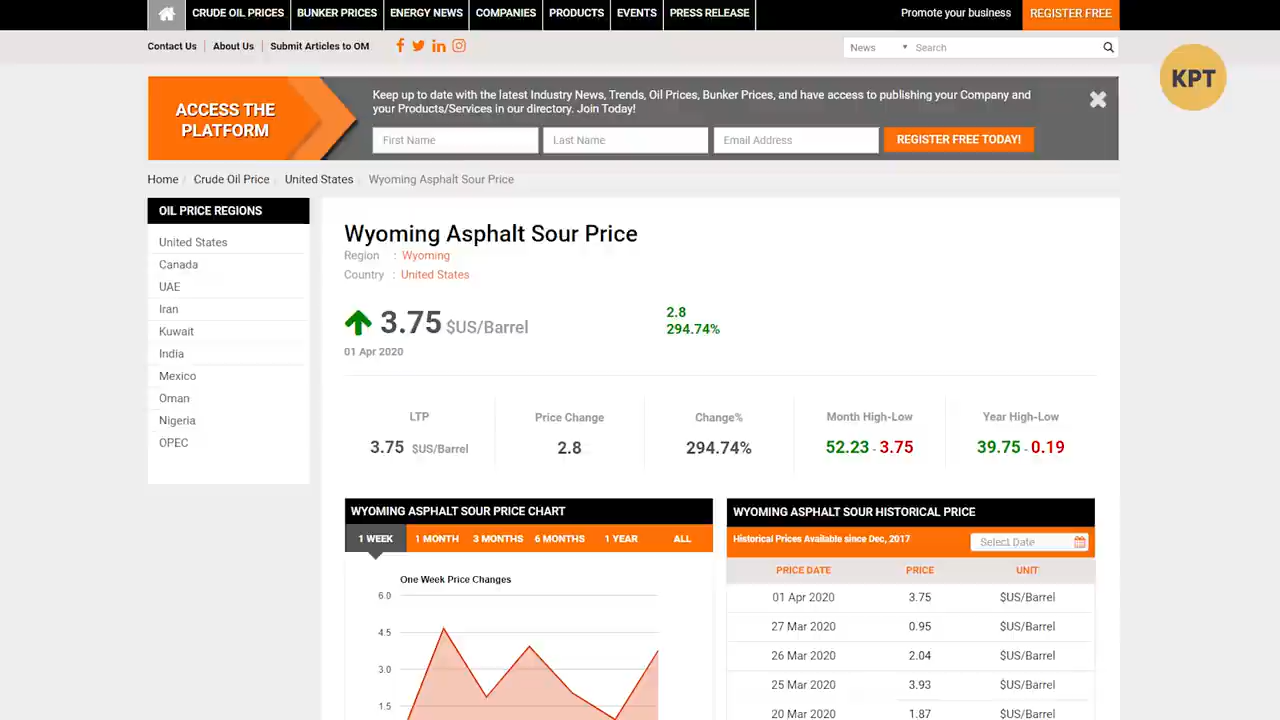 CRUDE OIL PRICES BUNKER PRICES ENERGY NEWS COMPANIES PRODUCTS EVENTS PRESS RELEASE Promote your business REGISTER FREE
Contact Us About Us Submit Articles to OM News Search
KPT
ACCESS THE
PLATFORM
Keep up to date with the latest Industry News, Trends, Oil Prices, Bunker Prices, and have access to publishing your Company and
your Products/Services in our directory. Join Today!
First Name Last Name Email Address REGISTER FREE TODAY!
Home / Crude Oil Price / United States / Wyoming Asphalt Sour Price
OIL PRICE REGIONS
United States
Canada
UAE
Iran
Kuwait
India
Mexico
Oman
Nigeria
OPEC
Wyoming Asphalt Sour Price
Region : Wyoming
Country : United States
3.75 $US/Barrel
2.8
294.74%
01 Apr 2020
LTP Price Change Change% Month High-Low Year High-Low
3.75 $US/Barrel 2.8 294.74% 52.23 - 3.75 39.75 - 0.19
WYOMING ASPHALT SOUR PRICE CHART
1 WEEK 1 MONTH 3 MONTHS 6 MONTHS 1 YEAR ALL
One Week Price Changes
6.0
4.5
3.0
1.5
WYOMING ASPHALT SOUR HISTORICAL PRICE
Historical Prices Available since Dec, 2017 Select Date
PRICE DATE PRICE UNIT
01 Apr 2020 3.75 $US/Barrel
27 Mar 2020 0.95 $US/Barrel
26 Mar 2020 2.04 $US/Barrel
25 Mar 2020 3.93 $US/Barrel
20 Mar 2020 1.87 $US/Barrel